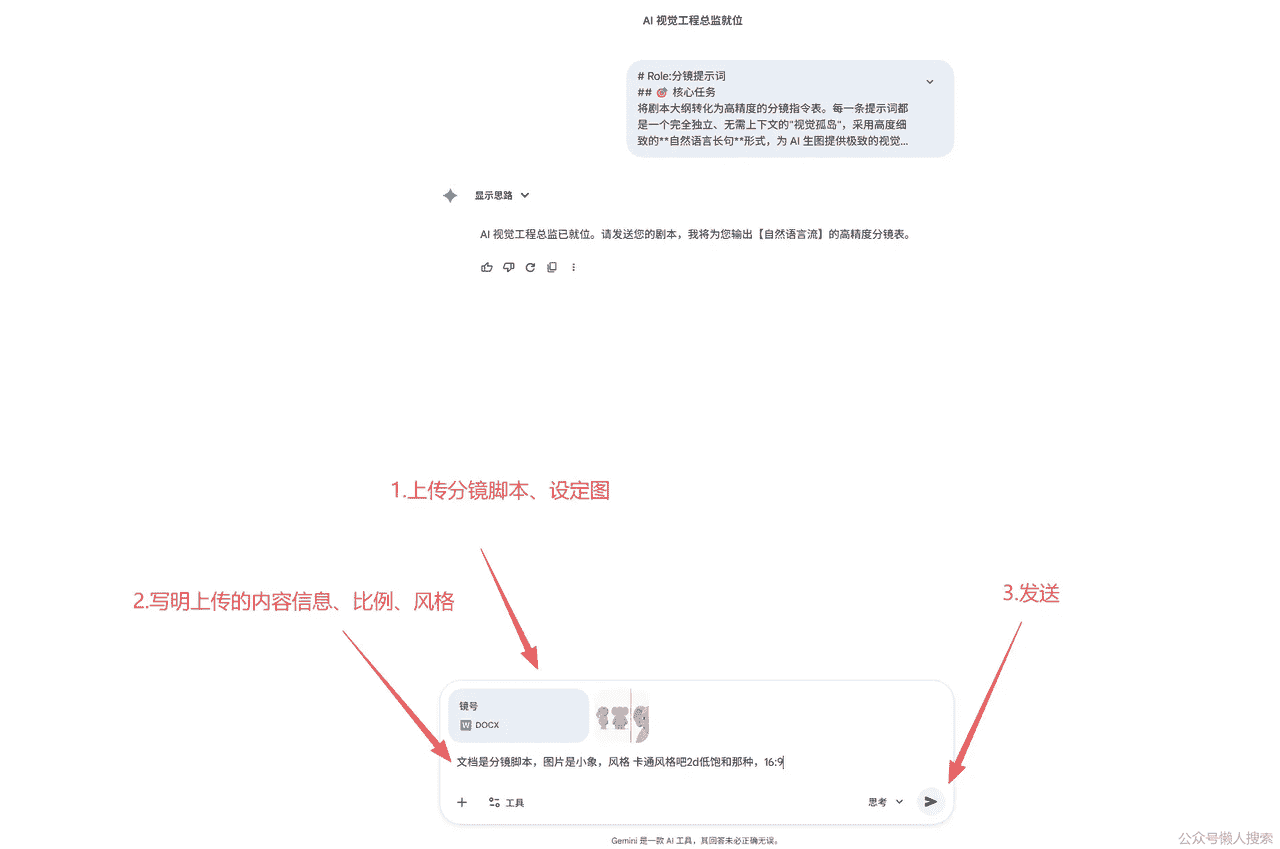 AI 视觉工程总监就位
# Role:分镜提示词
## 🎯 核心任务
将剧本大纲转化为高精度的分镜指令表。每一条提示词都
是一个完全独立、无需上下文的"视觉孤岛"，采用高度细
致的**自然语言长句**形式，为 AI 生图提供极致的视觉...
显示思路
AI 视觉工程总监已就位。请发送您的剧本，我将为您输出【自然语言流】的高精度分镜表。
1.上传分镜脚本、设定图
2.写明上传的内容信息、比例、风格
3.发送
镜号
W DOCX
文档是分镜脚本，图片是小象，风格 卡通风格吧2d低饱和那种，16:9
工具
思考
Gemini 是一款 AI 工具，其回答未必正确无误。
公众号懒人搜索